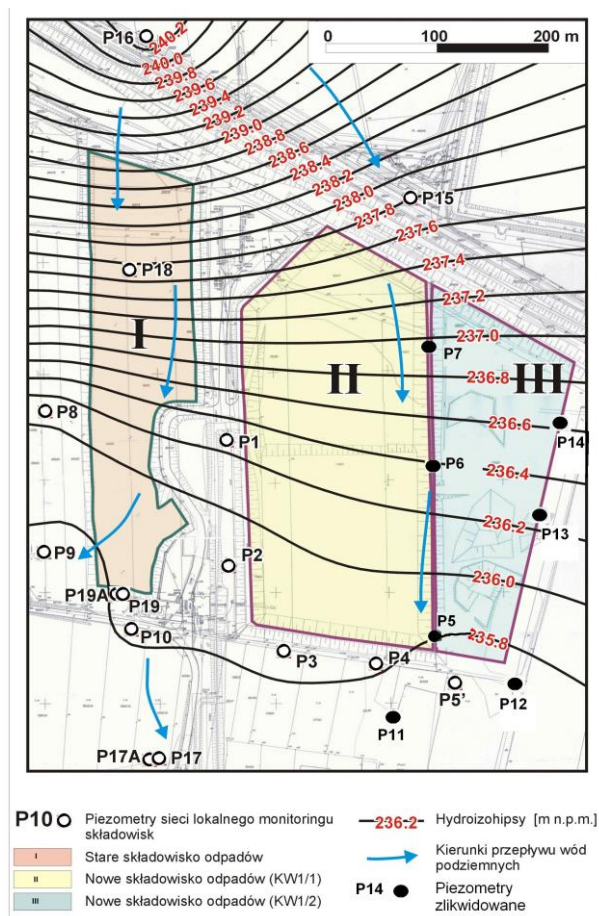 P16
0 100 200 m
240.2
240.0
239.8
239.6
239.4
239.2
239.0
238.8
238.6
238.4
238.2
238.0
237.8
P15
237.6
237.4
237.2
237.0
236.8
236.6
236.4
236.2
236.0
235.8
P18
I
II
III
P7
P8
P1
P14
P6
P13
P9
P2
P19A
P19
P10
P5
P3
P4
P5'
P12
P11
P17A
P17
P10 Piezometry sieci lokalnego monitoringu
składowisk
I Stare składowisko odpadów
II Nowe składowisko odpadów (KW1/1)
III Nowe składowisko odpadów (KW1/2)
236.2 Hydroizohipsy [m n.p.m.]
Kierunki przepływu wód
podziemnych
P14 Piezometry
zlikwidowane